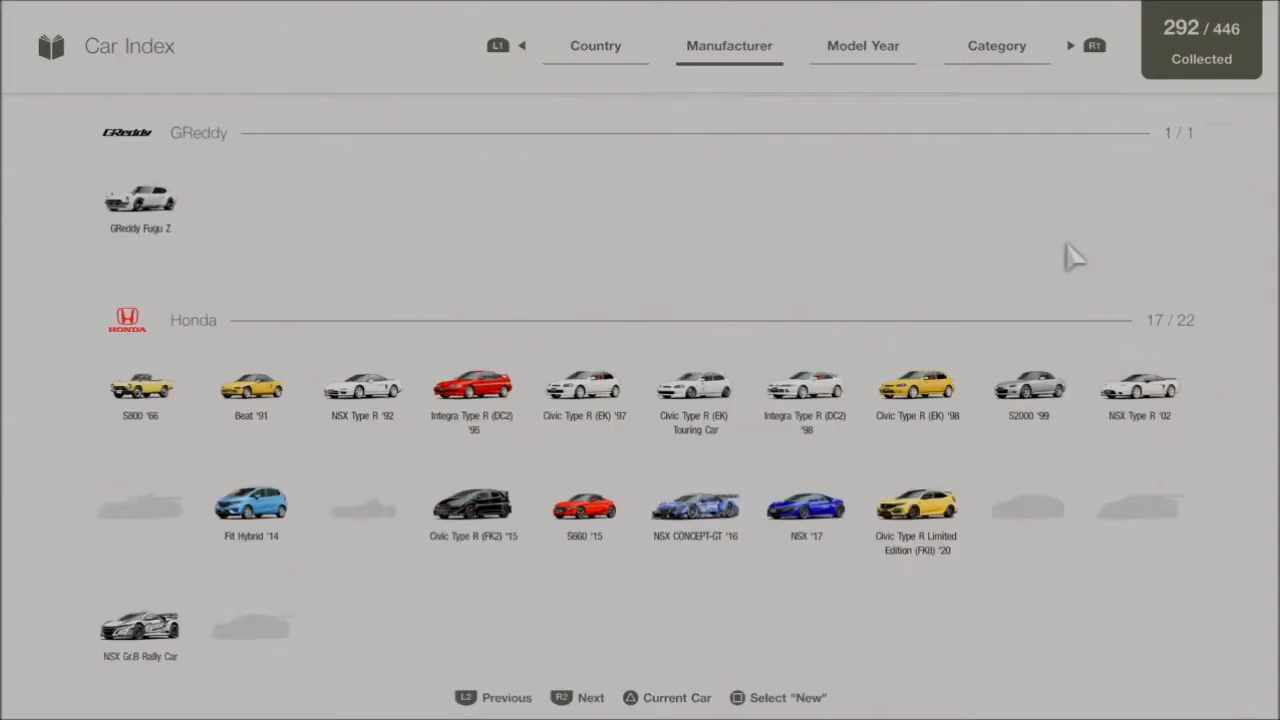 Car Index
L1
Country
Manufacturer
Model Year
Category
R1
292 / 446
Collected
GReddy
GReddy
1 / 1
GReddy Fugu Z
HONDA
Honda
17 / 22
S800 '66
Beat '91
NSX Type R '92
Integra Type R (DC2)
'95
Civic Type R (EK) '97
Civic Type R (EK)
Touring Car
Integra Type R (DC2)
'98
Civic Type R (EK) '98
S2000 '99
NSX Type R '02
Fit Hybrid '14
Civic Type R (FK2) '15
S660 '15
NSX CONCEPT-GT '16
NSX '17
Civic Type R Limited
Edition (FK8) '20
NSX Gr.B Rally Car
L2 Previous
R2 Next
Current Car
Select "New"